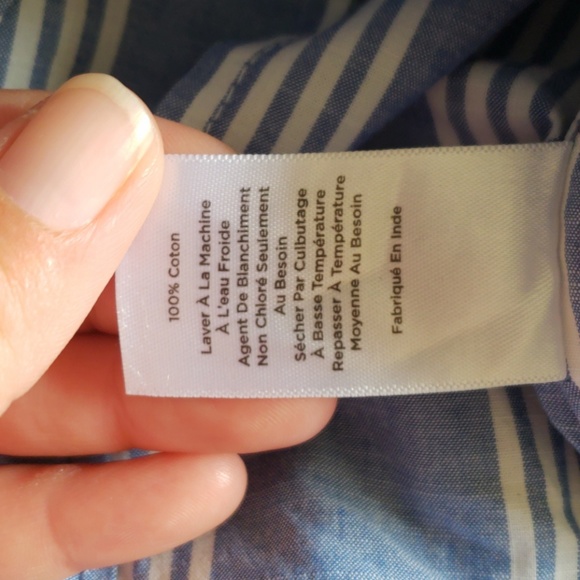 100% Coton
Laver À La Machine
À L'eau Froide
Agent De Blanchiment
Non Chloré Seulement
Au Besoin
Sécher Par Culbutage
À Basse Température
Repasser À Température
Moyenne Au Besoin
Fabriqué En Inde